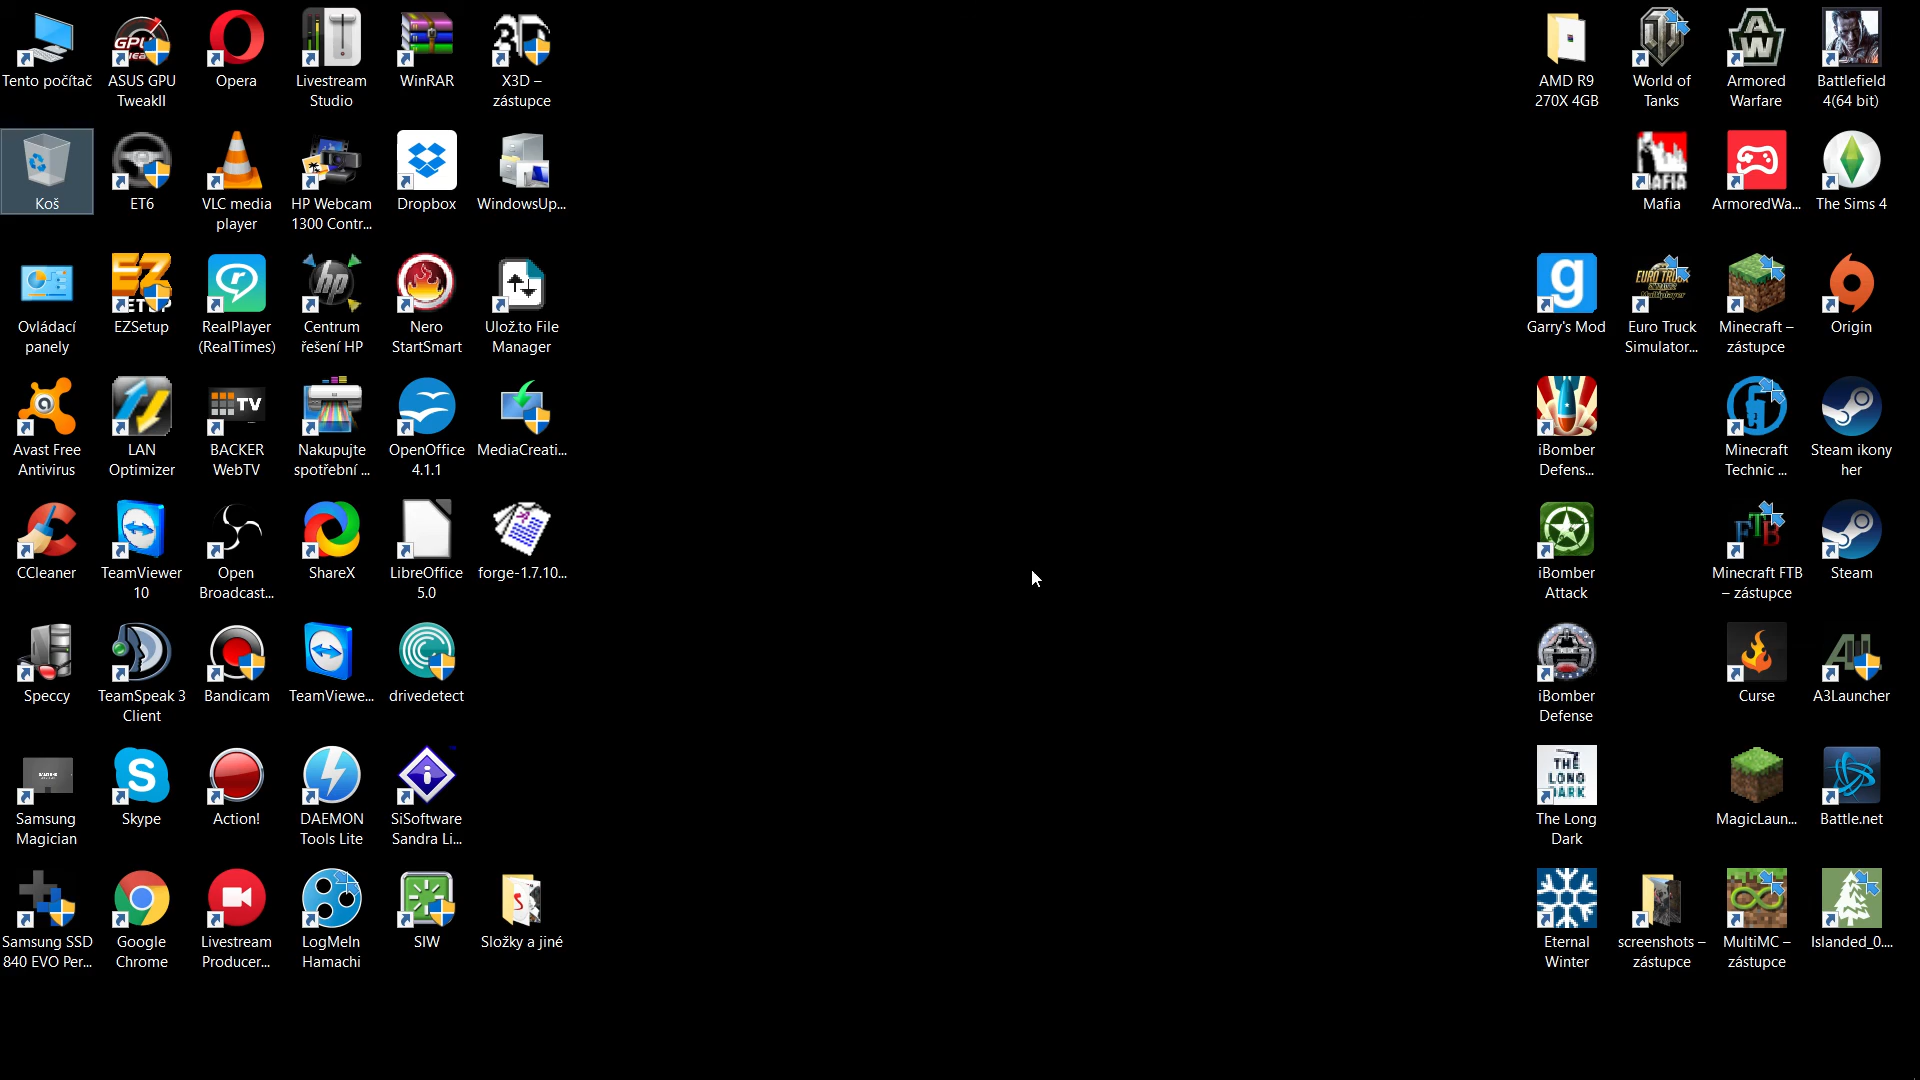 Tento počítač
ASUS GPU
TweakII
Opera
Livestream
Studio
WinRAR
X3D –
zástupce
AMD R9
270X 4GB
World of
Tanks
Armored
Warfare
Battlefield
4(64 bit)
Koš
ET6
VLC media
player
HP Webcam
1300 Contr...
Dropbox
WindowsUp...
Mafia
ArmoredWa...
The Sims 4
Ovládací
panely
EZSetup
RealPlayer
(RealTimes)
Centrum
řešení HP
Nero
StartSmart
Ulož.to File
Manager
Garry's Mod
Euro Truck
Simulator...
Minecraft –
zástupce
Origin
Avast Free
Antivirus
LAN
Optimizer
TV
BACKER
WebTV
Nakupujte
spotřební ...
OpenOffice
4.1.1
MediaCreati...
iBomber
Defens...
Minecraft
Technic ...
Steam ikony
her
CCleaner
TeamViewer
10
Open
Broadcast...
ShareX
LibreOffice
5.0
forge-1.7.10...
iBomber
Attack
FTB
Minecraft FTB
– zástupce
Steam
Speccy
TeamSpeak 3
Client
Bandicam
TeamViewe...
drivedetect
iBomber
Defense
Curse
A3Launcher
Samsung
Magician
Skype
Action!
DAEMON
Tools Lite
SiSoftware
Sandra Li...
THE
LONG
DARK
The Long
Dark
MagicLaun...
Battle.net
Samsung SSD
840 EVO Per...
Google
Chrome
Livestream
Producer...
LogMeIn
Hamachi
SIW
Složky a jiné
Eternal
Winter
screenshots –
zástupce
MultiMC –
zástupce
Islanded_0....